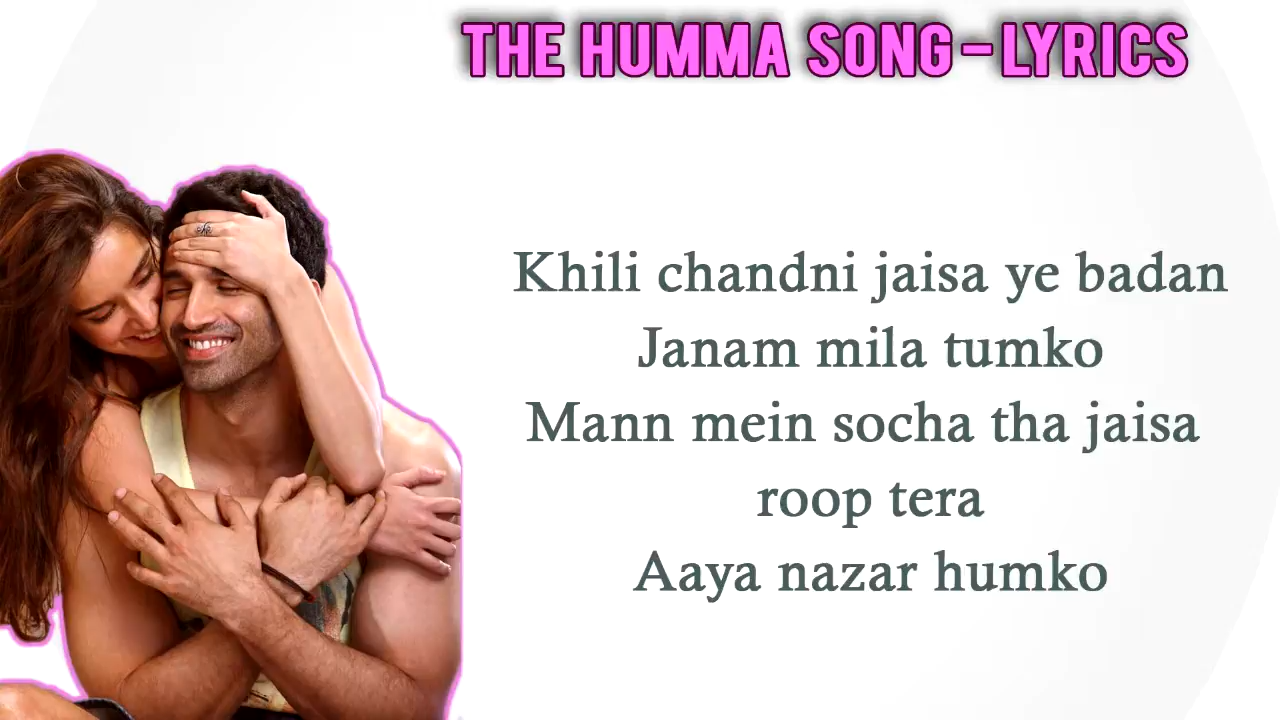 THE HUMMA SONG - LYRICS
Khili chandni jaisa ye badan
Janam mila tumko
Mann mein socha tha jaisa
roop tera
Aaya nazar humko